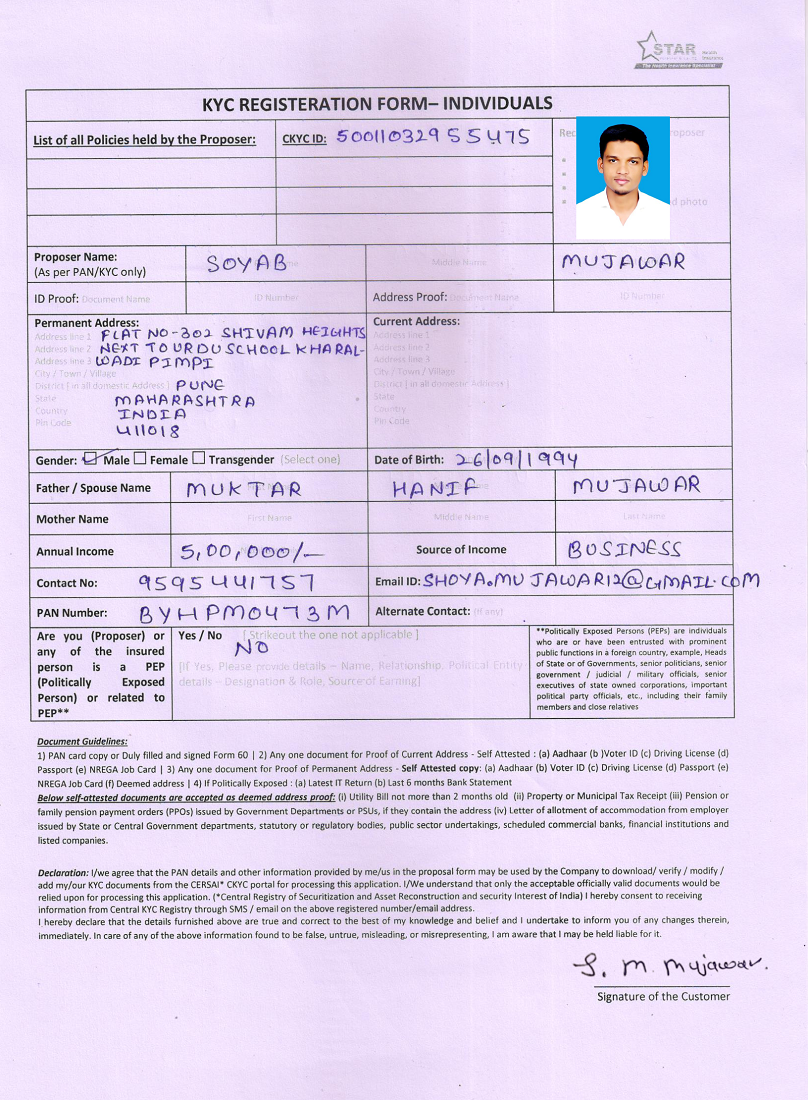 STAR Health Insurance
The Health Insurance Specialist
KYC REGISTERATION FORM– INDIVIDUALS
List of all Policies held by the Proposer:
CKYC ID: 50011032955475
Proposer Name:
(As per PAN/KYC only)
SOYAB
Middle Name
MUJAWAR
ID Proof: Document Name
ID Number
Address Proof: Document Name
ID Number
Permanent Address:
Address line 1 FLAT NO-302 SHIVAM HEIGHTS
Address line 2 NEXT TO URDU SCHOOL KHARAL-
Address line 3 WADI PIMPI
City / Town / Village
District [in all domestic Address] PUNE
State MAHARASHTRA
Country INDIA
Pin Code 411018
Current Address:
Address line 1
Address line 2
Address line 3
City / Town / Village
District [in all domestic Address]
State
Country
Pin Code
Gender: Male Female Transgender (Select one)
Date of Birth: 26/09/1994
Father / Spouse Name MUKTAR HANIF MUJAWAR
Mother Name First Name Middle Name Last Name
Annual Income 5,00,000/-
Source of Income BUSINESS
Contact No: 9595441757
Email ID: SHOYA.MUJAWAR12@GMAIL.COM
PAN Number: BYHPM0473M
Alternate Contact: (If any)
Are you (Proposer) or
any of the insured
person is a PEP
(Politically Exposed
Person) or related to
PEP**
Yes / No [ Strikeout the one not applicable ]
NO
[If Yes, Please provide details – Name, Relationship, Political Entity
details – Designation & Role, Source of Earning]
**Politically Exposed Persons (PEPs) are individuals
who are or have been entrusted with prominent
public functions in a foreign country, example, Heads
of State or of Governments, senior politicians, senior
government / judicial / military officials, senior
executives of state owned corporations, important
political party officials, etc., including their family
members and close relatives
Document Guidelines:
1) PAN card copy or Duly filled and signed Form 60 | 2) Any one document for Proof of Current Address - Self Attested : (a) Aadhaar (b )Voter ID (c) Driving License (d)
Passport (e) NREGA Job Card | 3) Any one document for Proof of Permanent Address - Self Attested copy: (a) Aadhaar (b) Voter ID (c) Driving License (d) Passport (e)
NREGA Job Card (f) Deemed address | 4) If Politically Exposed : (a) Latest IT Return (b) Last 6 months Bank Statement
Below self-attested documents are accepted as deemed address proof: (i) Utility Bill not more than 2 months old (ii) Property or Municipal Tax Receipt (iii) Pension or
family pension payment orders (PPOs) issued by Government Departments or PSUs, if they contain the address (iv) Letter of allotment of accommodation from employer
issued by State or Central Government departments, statutory or regulatory bodies, public sector undertakings, scheduled commercial banks, financial institutions and
listed companies.
Declaration: I/we agree that the PAN details and other information provided by me/us in the proposal form may be used by the Company to download/ verify / modify /
add my/our KYC documents from the CERSAI* CKYC portal for processing this application. I/We understand that only the acceptable officially valid documents would be
relied upon for processing this application. (*Central Registry of Securitization and Asset Reconstruction and security Interest of India) I hereby consent to receiving
information from Central KYC Registry through SMS / email on the above registered number/email address.
I hereby declare that the details furnished above are true and correct to the best of my knowledge and belief and I undertake to inform you of any changes therein,
immediately. In care of any of the above information found to be false, untrue, misleading, or misrepresenting, I am aware that I may be held liable for it.
S. M. Mujawar.
Signature of the Customer